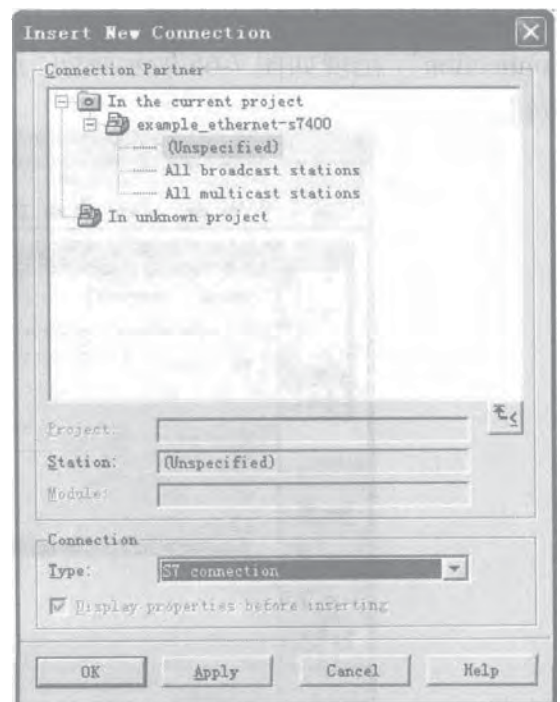 Insert New Connection
Connection Partner
In the current project
example_ethernet-s7400
(Unspecified)
All broadcast stations
All multicast stations
In unknown project
Project:
Station: (Unspecified)
Module:
Connection
Type: S7 connection
Display properties before inserting
OK Apply Cancel Help